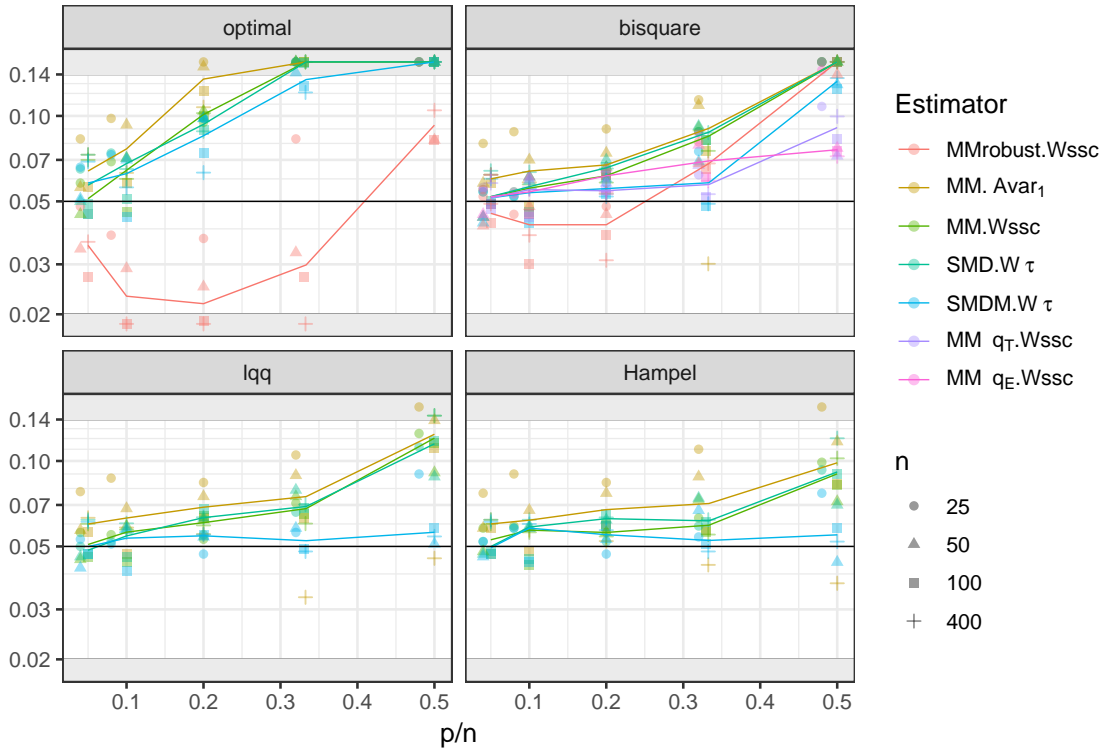 optimal
bisquare
0.14
0.10
0.07
0.05
0.03
0.02
lqq
Hampel
0.14
0.10
0.07
0.05
0.03
0.02
0.1 0.2 0.3 0.4 0.5
0.1 0.2 0.3 0.4 0.5
p/n
Estimator
MMrobust.Wssc
MM. Avar₁
MM.Wssc
SMD.W τ
SMDM.W τ
MM q_T.Wssc
MM q_E.Wssc
n
25
50
100
400